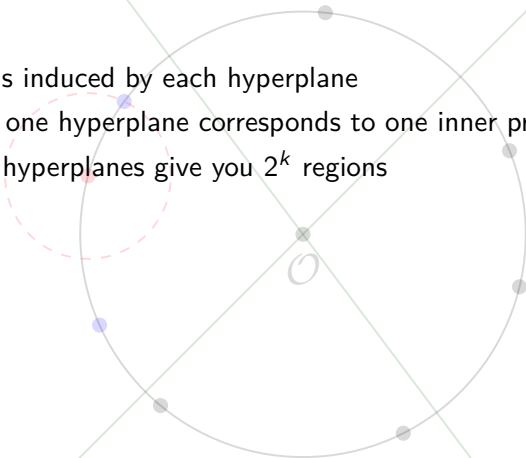 s induced by each hyperplane
one hyperplane corresponds to one inner pr
hyperplanes give you 2^k regions
O